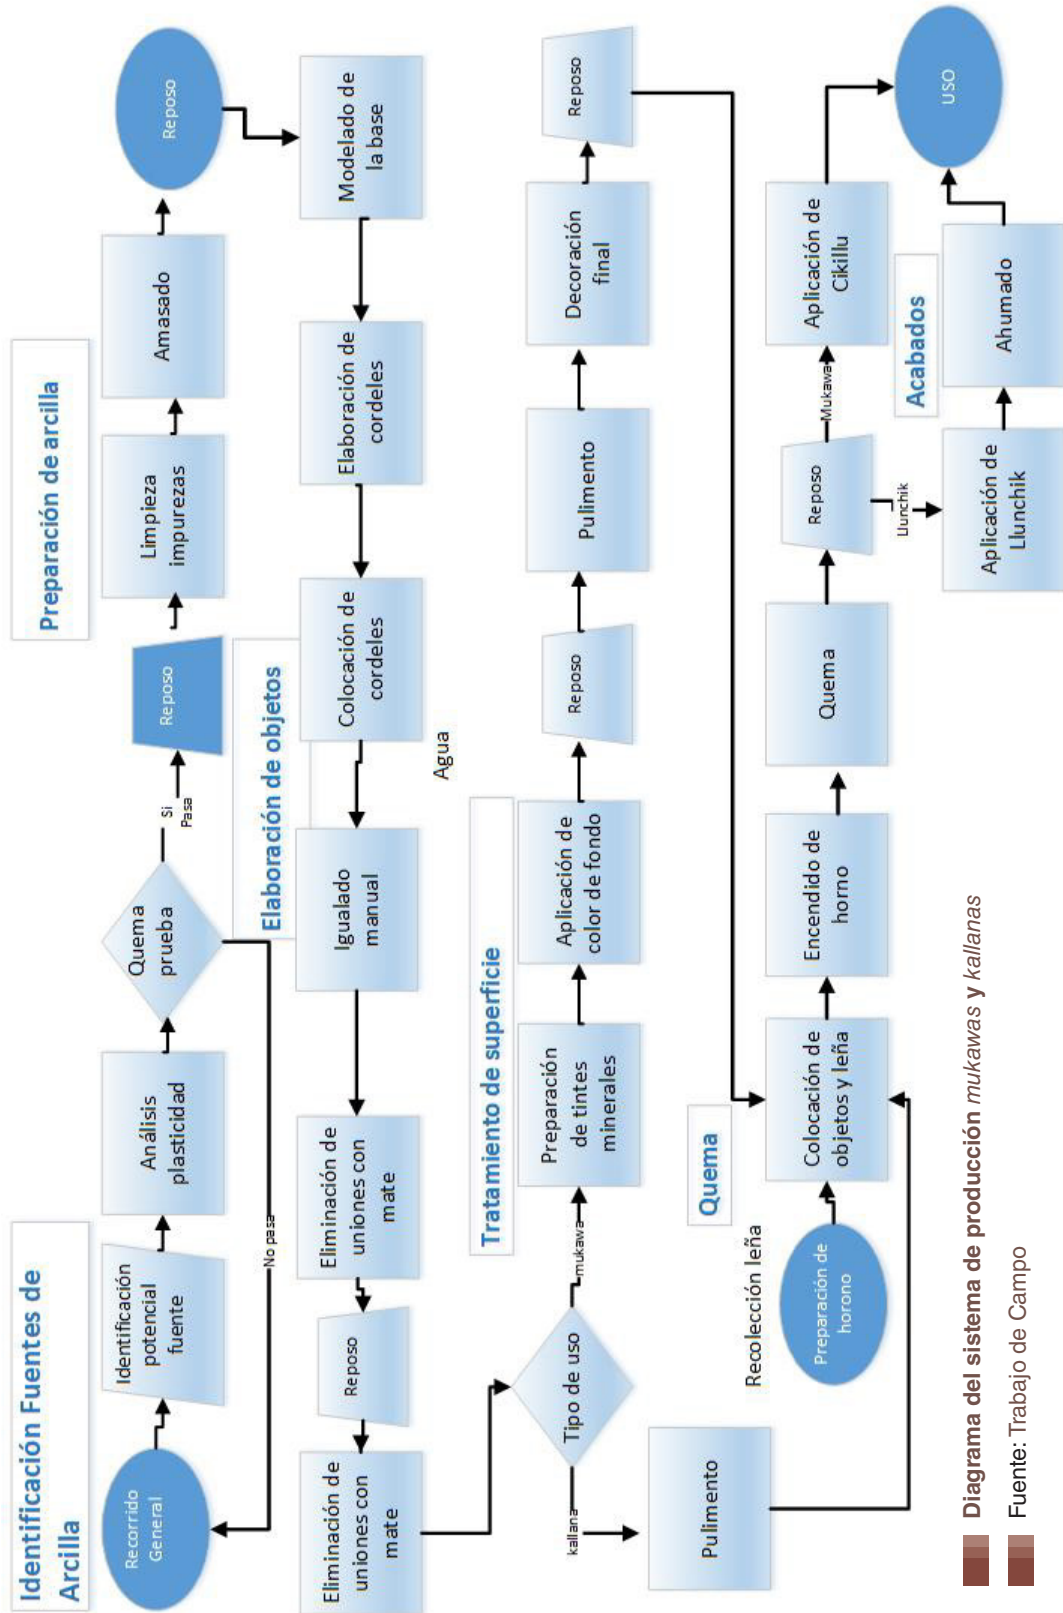 Identificación Fuentes de
Arcilla
Preparación de arcilla
Recorrido
General
Identificación
potencial
fuente
Análisis
plasticidad
Quema
prueba
Si
Pasa
No pasa
Reposo
Limpieza
impurezas
Amasado
Reposo
Elaboración de objetos
Modelado de
la base
Elaboración de
cordeles
Colocación de
cordeles
Agua
Igualado
manual
Eliminación de
uniones con
mate
Reposo
Eliminación de
uniones con
mate
Tratamiento de superficie
Tipo de uso
kallana
mukawa
Pulimento
Preparación
de tintes
minerales
Aplicación de
color de fondo
Reposo
Pulimento
Decoración
final
Reposo
Quema
Recolección leña
Preparación de
horono
Colocación de
objetos y leña
Encendido de
horno
Quema
Reposo
Mukawa
Llunchik
Aplicación de
Cikillu
Acabados
Aplicación de
Llunchik
Ahumado
USO
Diagrama del sistema de producción mukawas y kallanas
Fuente: Trabajo de Campo